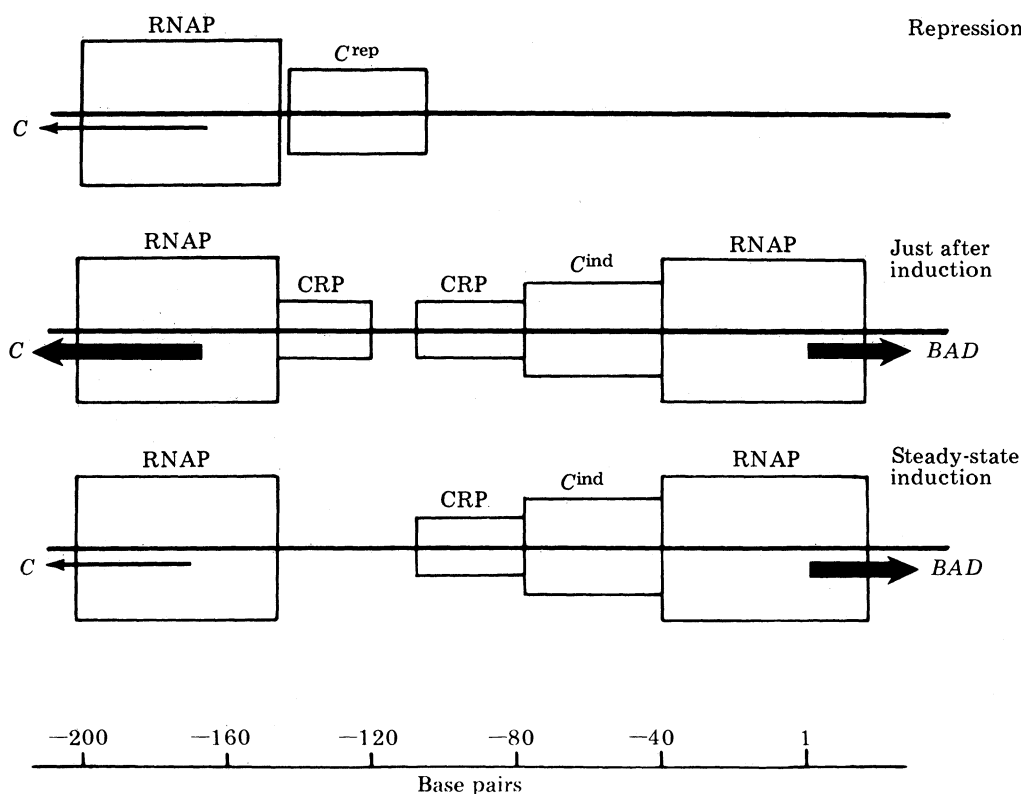 RNAP
Repression
C^rep
C
RNAP
RNAP
Just after
induction
C^ind
CRP
CRP
C
BAD
RNAP
RNAP
Steady-state
induction
C^ind
CRP
C
BAD
—200
—160
—120
—80
—40
1
Base pairs